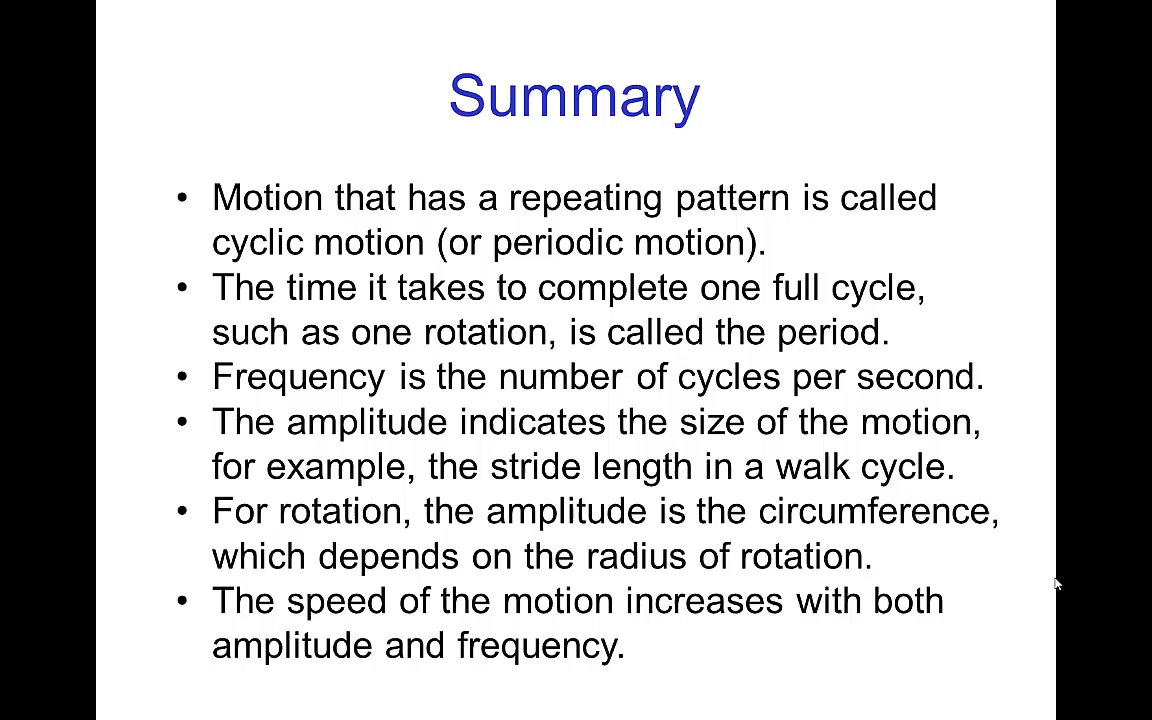 Summary
• Motion that has a repeating pattern is called
cyclic motion (or periodic motion).
• The time it takes to complete one full cycle,
such as one rotation, is called the period.
• Frequency is the number of cycles per second.
• The amplitude indicates the size of the motion,
for example, the stride length in a walk cycle.
• For rotation, the amplitude is the circumference,
which depends on the radius of rotation.
• The speed of the motion increases with both
amplitude and frequency.